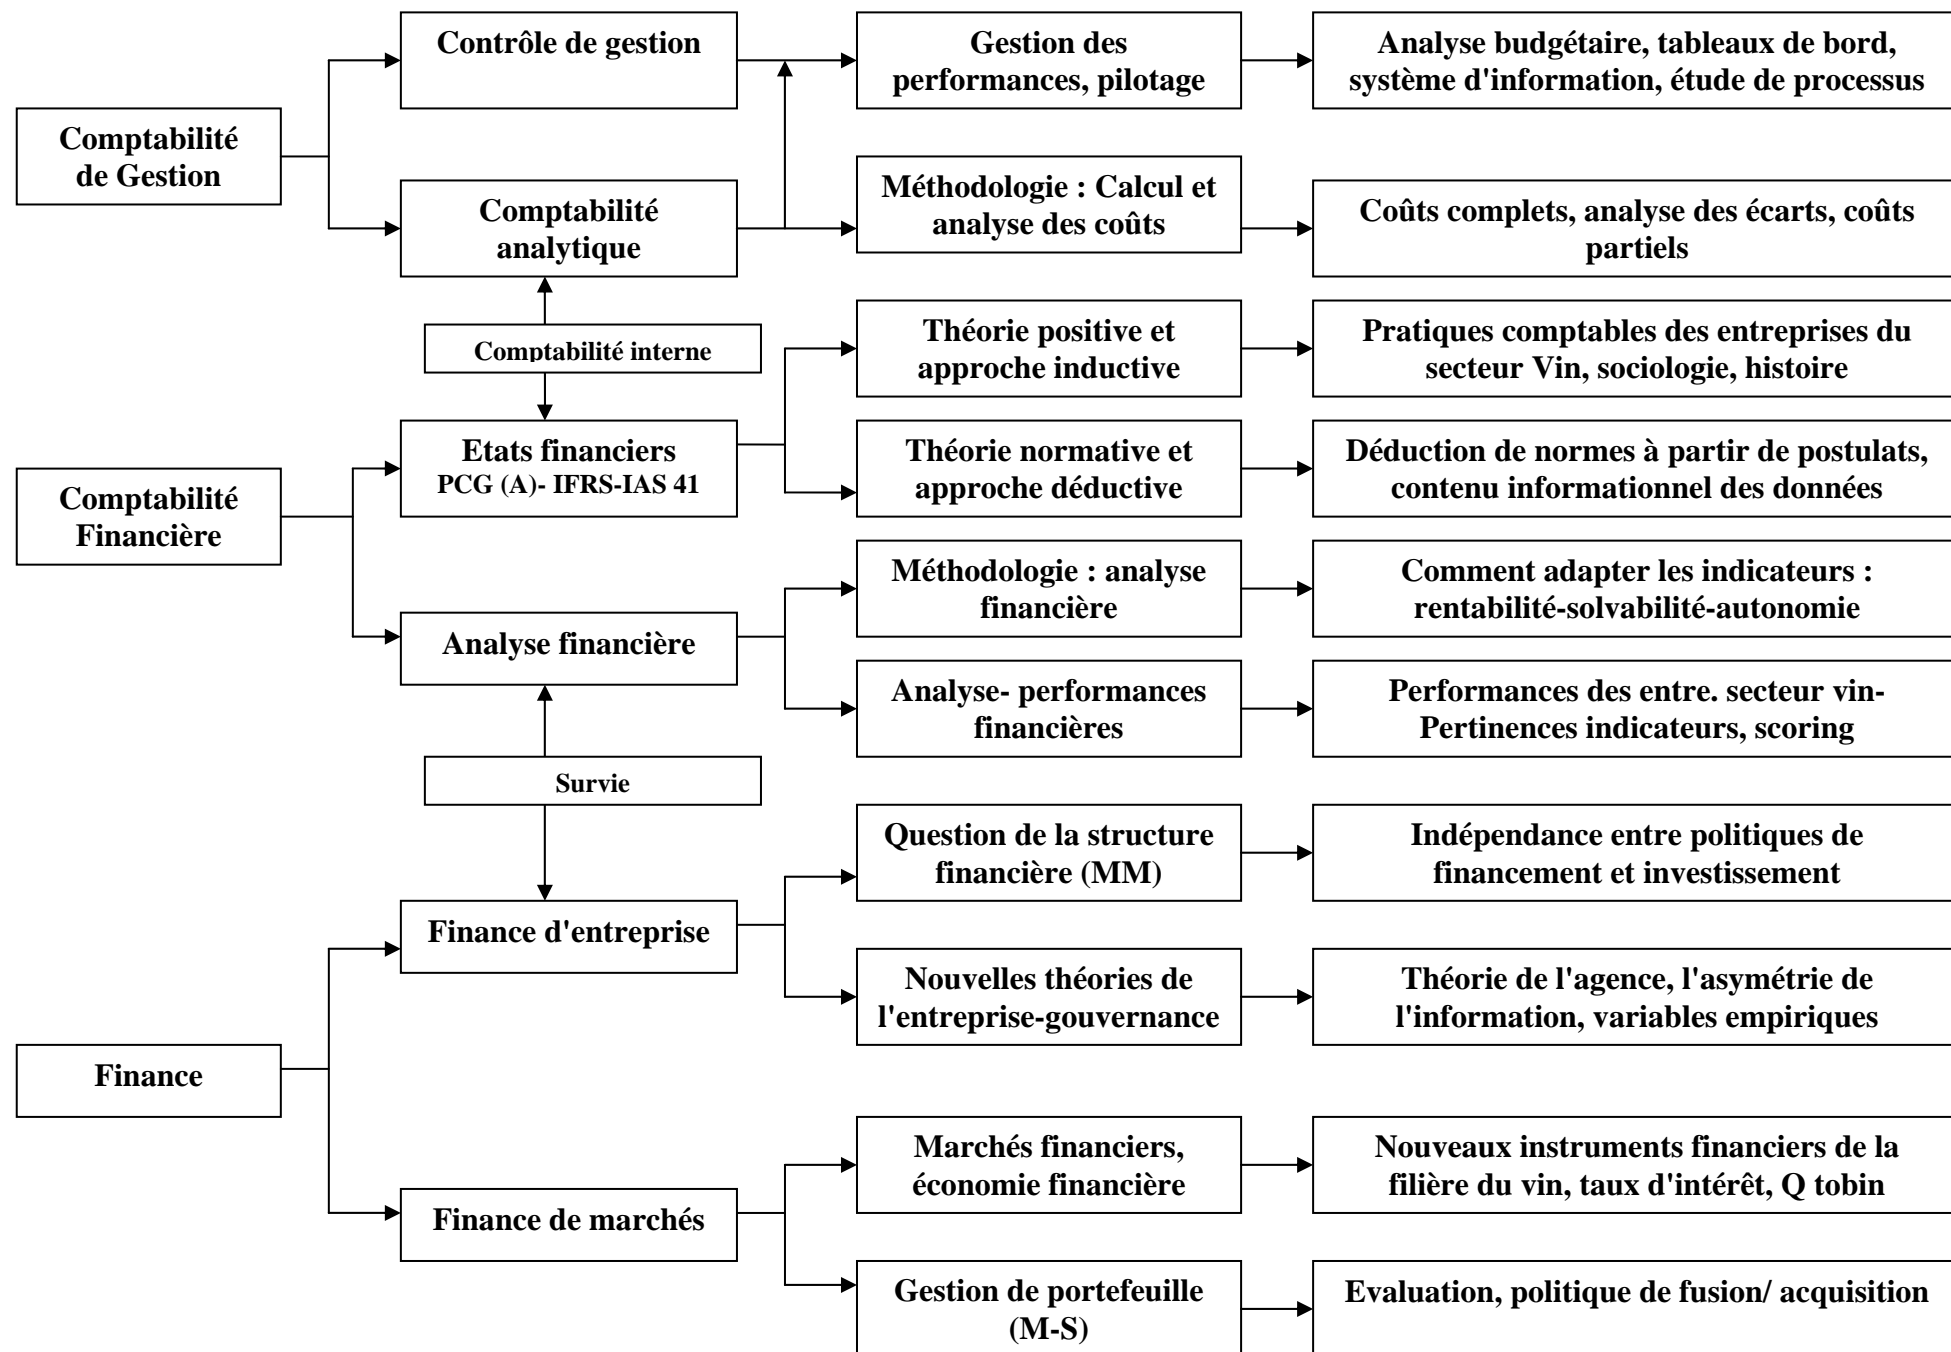 Contrôle de gestion
Gestion des
performances, pilotage
Analyse budgétaire, tableaux de bord,
système d'information, étude de processus
Comptabilité
de Gestion
Comptabilité
analytique
Méthodologie : Calcul et
analyse des coûts
Coûts complets, analyse des écarts, coûts
partiels
Comptabilité interne
Théorie positive et
approche inductive
Pratiques comptables des entreprises du
secteur Vin, sociologie, histoire
Comptabilité
Financière
Etats financiers
PCG (A)- IFRS-IAS 41
Théorie normative et
approche déductive
Déduction de normes à partir de postulats,
contenu informationnel des données
Analyse financière
Méthodologie : analyse
financière
Comment adapter les indicateurs :
rentabilité-solvabilité-autonomie
Analyse- performances
financières
Performances des entre. secteur vin-
Pertinences indicateurs, scoring
Survie
Question de la structure
financière (MM)
Indépendance entre politiques de
financement et investissement
Finance d'entreprise
Nouvelles théories de
l'entreprise-gouvernance
Théorie de l'agence, l'asymétrie de
l'information, variables empiriques
Finance
Marchés financiers,
économie financière
Nouveaux instruments financiers de la
filière du vin, taux d'intérêt, Q tobin
Finance de marchés
Gestion de portefeuille
(M-S)
Evaluation, politique de fusion/ acquisition